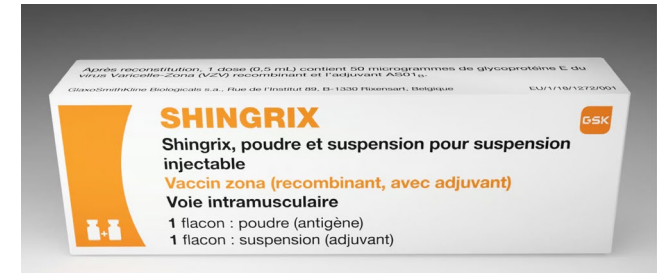 Après reconstitution, 1 dose (0,5 mL) contient 50 microgrammes de glycoprotéine E du
virus Varicelle-Zona (VZV) recombinant et l'adjuvant AS01B.
GlaxoSmithKline Biologicals s.a., Rue de l'Institut 89, B-1330 Rixensart, Belgique EU/1/18/1272/001
SHINGRIX
GSK
Shingrix, poudre et suspension pour suspension
injectable
Vaccin zona (recombinant, avec adjuvant)
Voie intramusculaire
1 flacon : poudre (antigène)
1 flacon : suspension (adjuvant)